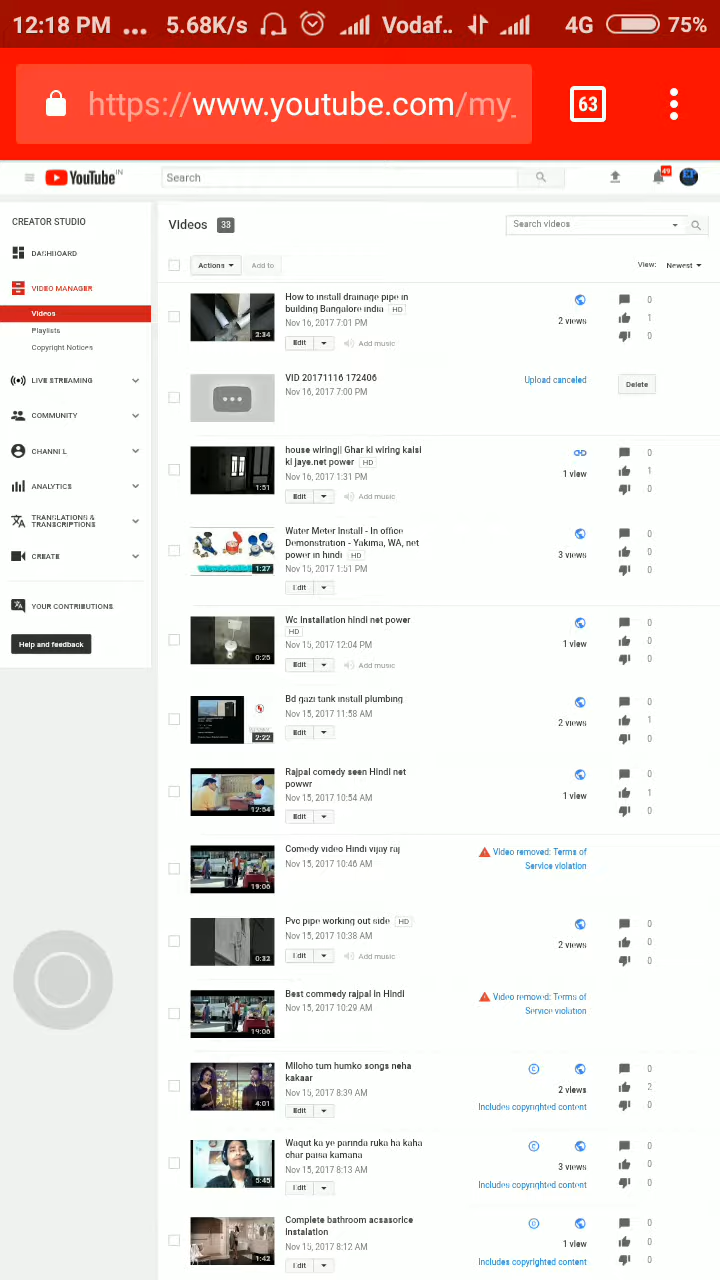 12:18 PM ... 5.68K/s Vodaf.. 4G 75%
https://www.youtube.com/my_ 63
YouTube IN Search 49
CREATOR STUDIO
DASHBOARD
VIDEO MANAGER
Videos
Playlists
Copyright Notices
LIVE STREAMING
COMMUNITY
CHANNEL
ANALYTICS
TRANSLATIONS &
TRANSCRIPTIONS
CREATE
YOUR CONTRIBUTIONS
Help and feedback
Videos 33 Search videos
Actions Add to View: Newest
How to install drainage pipe in
building Bangalore india HD
Nov 16, 2017 7:01 PM
Edit Add music
2:34
2 views
0
1
0
VID 20171116 172406
Nov 16, 2017 7:00 PM
Upload canceled
Delete
house wiring|| Ghar ki wiring kaisi
ki jaye.net power HD
Nov 16, 2017 1:31 PM
Edit Add music
1:51
1 view
0
1
0
Water Meter Install - In office
Demonstration - Yakima, WA, net
power in hindi HD
Nov 15, 2017 1:51 PM
Edit
1:27
3 views
0
0
0
Wc Installation hindi net power
HD
Nov 15, 2017 12:04 PM
Edit Add music
0:25
1 view
0
0
0
Bd gazi tank install plumbing
Nov 15, 2017 11:58 AM
Edit
2:22
2 views
0
1
0
Rajpal comedy seen Hindi net
powwr
Nov 15, 2017 10:54 AM
Edit
12:54
1 view
0
1
0
Comedy video Hindi vijay raj
Nov 15, 2017 10:46 AM
19:06
Video removed: Terms of
Service violation
Pvc pipe working out side HD
Nov 15, 2017 10:38 AM
Edit Add music
0:32
2 views
0
0
0
Best commedy rajpal in Hindi
Nov 15, 2017 10:29 AM
19:06
Video removed: Terms of
Service violation
Miloho tum humko songs neha
kakaar
Nov 15, 2017 8:39 AM
Edit
4:01
2 views
Includes copyrighted content
0
2
0
Waqut ka ye parinda ruka ha kaha
char paisa kamana
Nov 15, 2017 8:13 AM
Edit
5:45
3 views
Includes copyrighted content
0
0
0
Complete bathroom acsasorice
instalation
Nov 15, 2017 8:12 AM
Edit
1:42
1 view
Includes copyrighted content
0
0
0